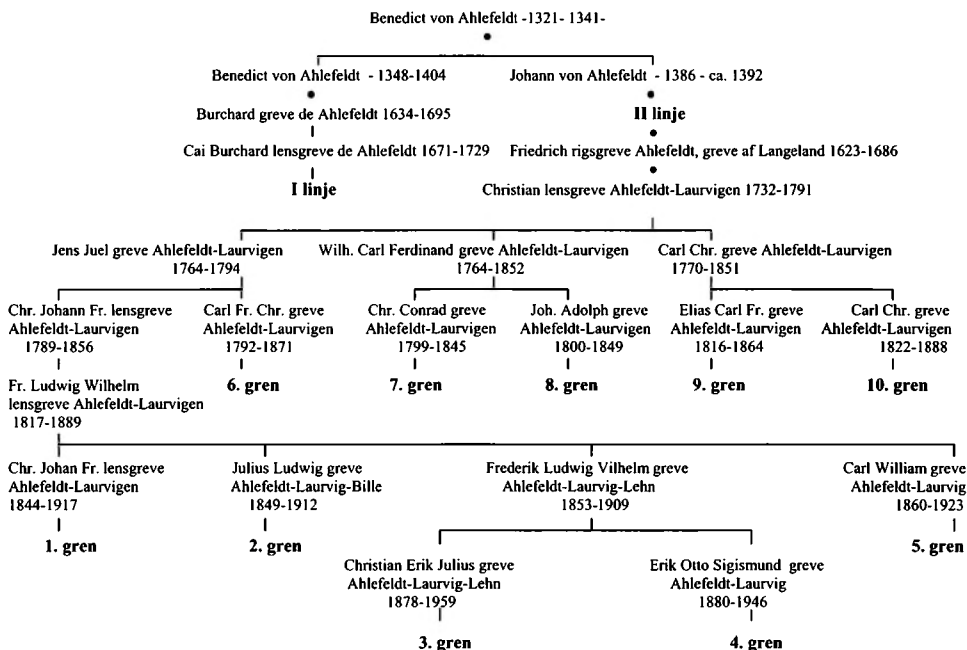 Benedict von Ahlefeldt -1321- 1341-
Benedict von Ahlefeldt - 1348-1404
Johann von Ahlefeldt - 1386 - ca. 1392
Burchard greve de Ahlefeldt 1634-1695
II linje
Cai Burchard lensgreve de Ahlefeldt 1671-1729
Friedrich rigsgreve Ahlefeldt, greve af Langeland 1623-1686
I linje
Christian lensgreve Ahlefeldt-Laurvigen 1732-1791
Jens Juel greve Ahlefeldt-Laurvigen
1764-1794
Wilh. Carl Ferdinand greve Ahlefeldt-Laurvigen
1764-1852
Carl Chr. greve Ahlefeldt-Laurvigen
1770-1851
Chr. Johann Fr. lensgreve
Ahlefeldt-Laurvigen
1789-1856
Carl Fr. Chr. greve
Ahlefeldt-Laurvigen
1792-1871
Chr. Conrad greve
Ahlefeldt-Laurvigen
1799-1845
Joh. Adolph greve
Ahlefeldt-Laurvigen
1800-1849
Elias Carl Fr. greve
Ahlefeldt-Laurvigen
1816-1864
Carl Chr. greve
Ahlefeldt-Laurvigen
1822-1888
Fr. Ludwig Wilhelm
lensgreve Ahlefeldt-Laurvigen
1817-1889
6. gren
7. gren
8. gren
9. gren
10. gren
Chr. Johan Fr. lensgreve
Ahlefeldt-Laurvigen
1844-1917
Julius Ludwig greve
Ahlefeldt-Laurvig-Bille
1849-1912
Frederik Ludwig Vilhelm greve
Ahlefeldt-Laurvig-Lehn
1853-1909
Carl William greve
Ahlefeldt-Laurvig
1860-1923
1. gren
2. gren
5. gren
Christian Erik Julius greve
Ahlefeldt-Laurvig-Lehn
1878-1959
Erik Otto Sigismund greve
Ahlefeldt-Laurvig
1880-1946
3. gren
4. gren